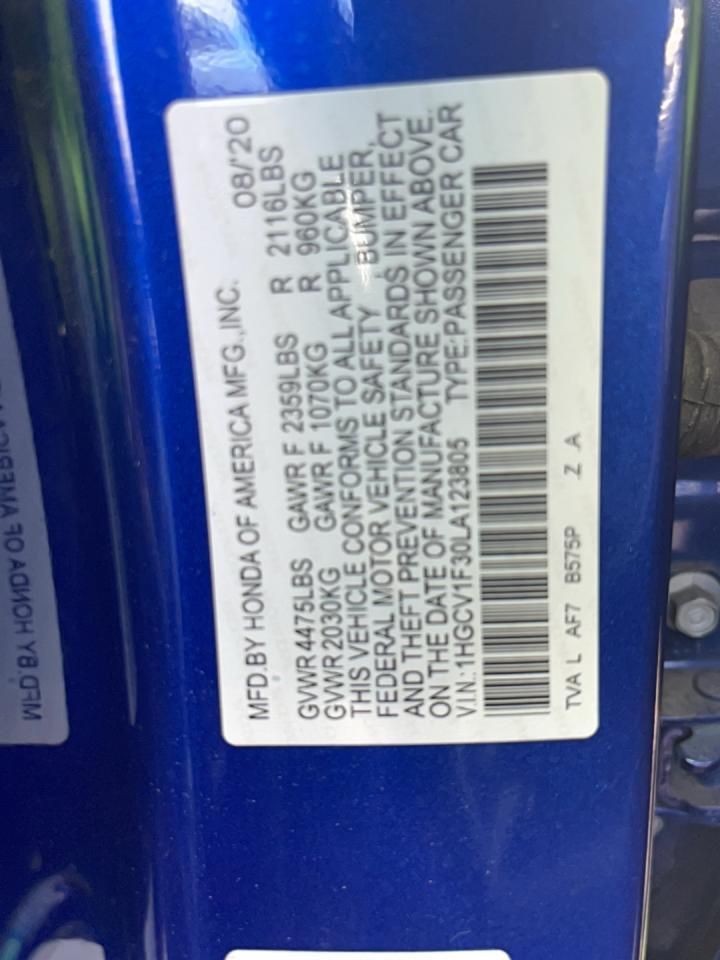 MFD.BY HONDA OF AMERICA MFG.,INC. 08/'20
GVWR 4475LBS GAWR F 2359LBS R 2116LBS
GVWR 2030KG GAWR F 1070KG R 960KG
THIS VEHICLE CONFORMS TO ALL APPLICABLE
FEDERAL MOTOR VEHICLE SAFETY , BUMPER,
AND THEFT PREVENTION STANDARDS IN EFFECT
ON THE DATE OF MANUFACTURE SHOWN ABOVE.
V.I.N.:1HGCV1F30LA123805 TYPE:PASSENGER CAR
TVA L AF7 B575P Z A
MFD.BY HONDA OF AMERICA